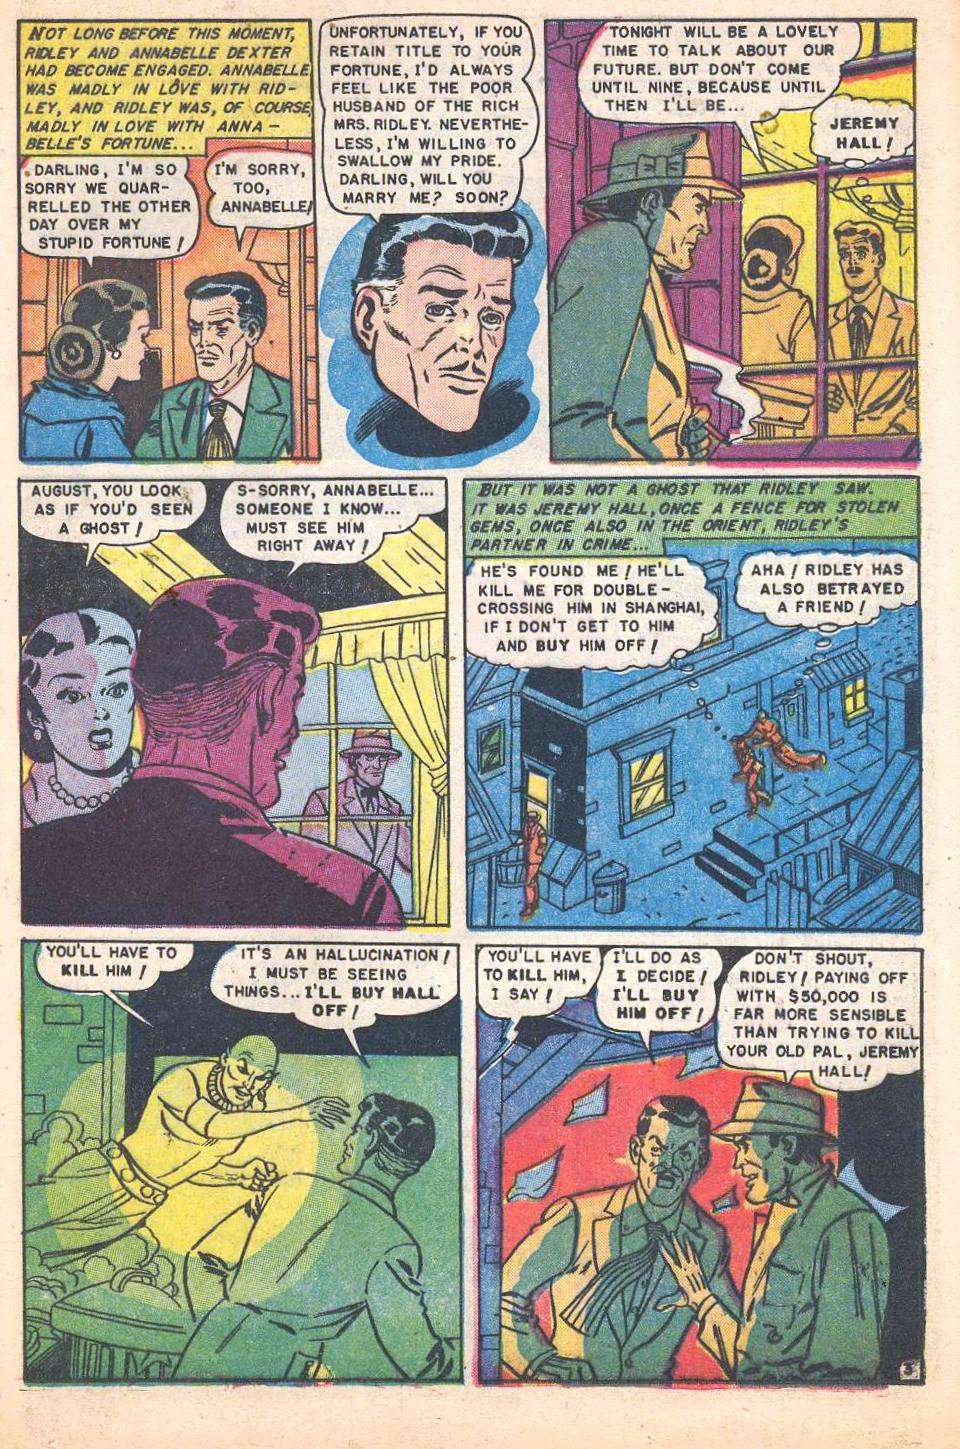 NOT LONG BEFORE THIS MOMENT,
RIDLEY AND ANNABELLE DEXTER
HAD BECOME ENGAGED. ANNABELLE
WAS MADLY IN LOVE WITH RID-
LEY, AND RIDLEY WAS, OF COURSE,
MADLY IN LOVE WITH ANNA-
BELLE'S FORTUNE...
DARLING, I'M SO
SORRY WE QUAR-
RELLED THE OTHER
DAY OVER MY
STUPID FORTUNE!
I'M SORRY,
TOO,
ANNABELLE!
UNFORTUNATELY, IF YOU
RETAIN TITLE TO YOUR
FORTUNE, I'D ALWAYS
FEEL LIKE THE POOR
HUSBAND OF THE RICH
MRS. RIDLEY. NEVERTHE-
LESS, I'M WILLING TO
SWALLOW MY PRIDE.
DARLING, WILL YOU
MARRY ME? SOON?
TONIGHT WILL BE A LOVELY
TIME TO TALK ABOUT OUR
FUTURE. BUT DON'T COME
UNTIL NINE, BECAUSE UNTIL
THEN I'LL BE...
JEREMY
HALL!
AUGUST, YOU LOOK
AS IF YOU'D SEEN
A GHOST!
S-SORRY, ANNABELLE...
SOMEONE I KNOW...
MUST SEE HIM
RIGHT AWAY!
BUT IT WAS NOT A GHOST THAT RIDLEY SAW.
IT WAS JEREMY HALL, ONCE A FENCE FOR STOLEN
GEMS, ONCE ALSO IN THE ORIENT, RIDLEY'S
PARTNER IN CRIME...
HE'S FOUND ME! HE'LL
KILL ME FOR DOUBLE-
CROSSING HIM IN SHANGHAI,
IF I DON'T GET TO HIM
AND BUY HIM OFF!
AHA! RIDLEY HAS
ALSO BETRAYED
A FRIEND!
YOU'LL HAVE TO
KILL HIM!
IT'S AN HALLUCINATION!
I MUST BE SEEING
THINGS... I'LL BUY HALL
OFF!
YOU'LL HAVE
TO KILL HIM,
I SAY!
I'LL DO AS
I DECIDE!
I'LL BUY
HIM OFF!
DON'T SHOUT,
RIDLEY! PAYING OFF
WITH $50,000 IS
FAR MORE SENSIBLE
THAN TRYING TO KILL
YOUR OLD PAL, JEREMY
HALL!
3